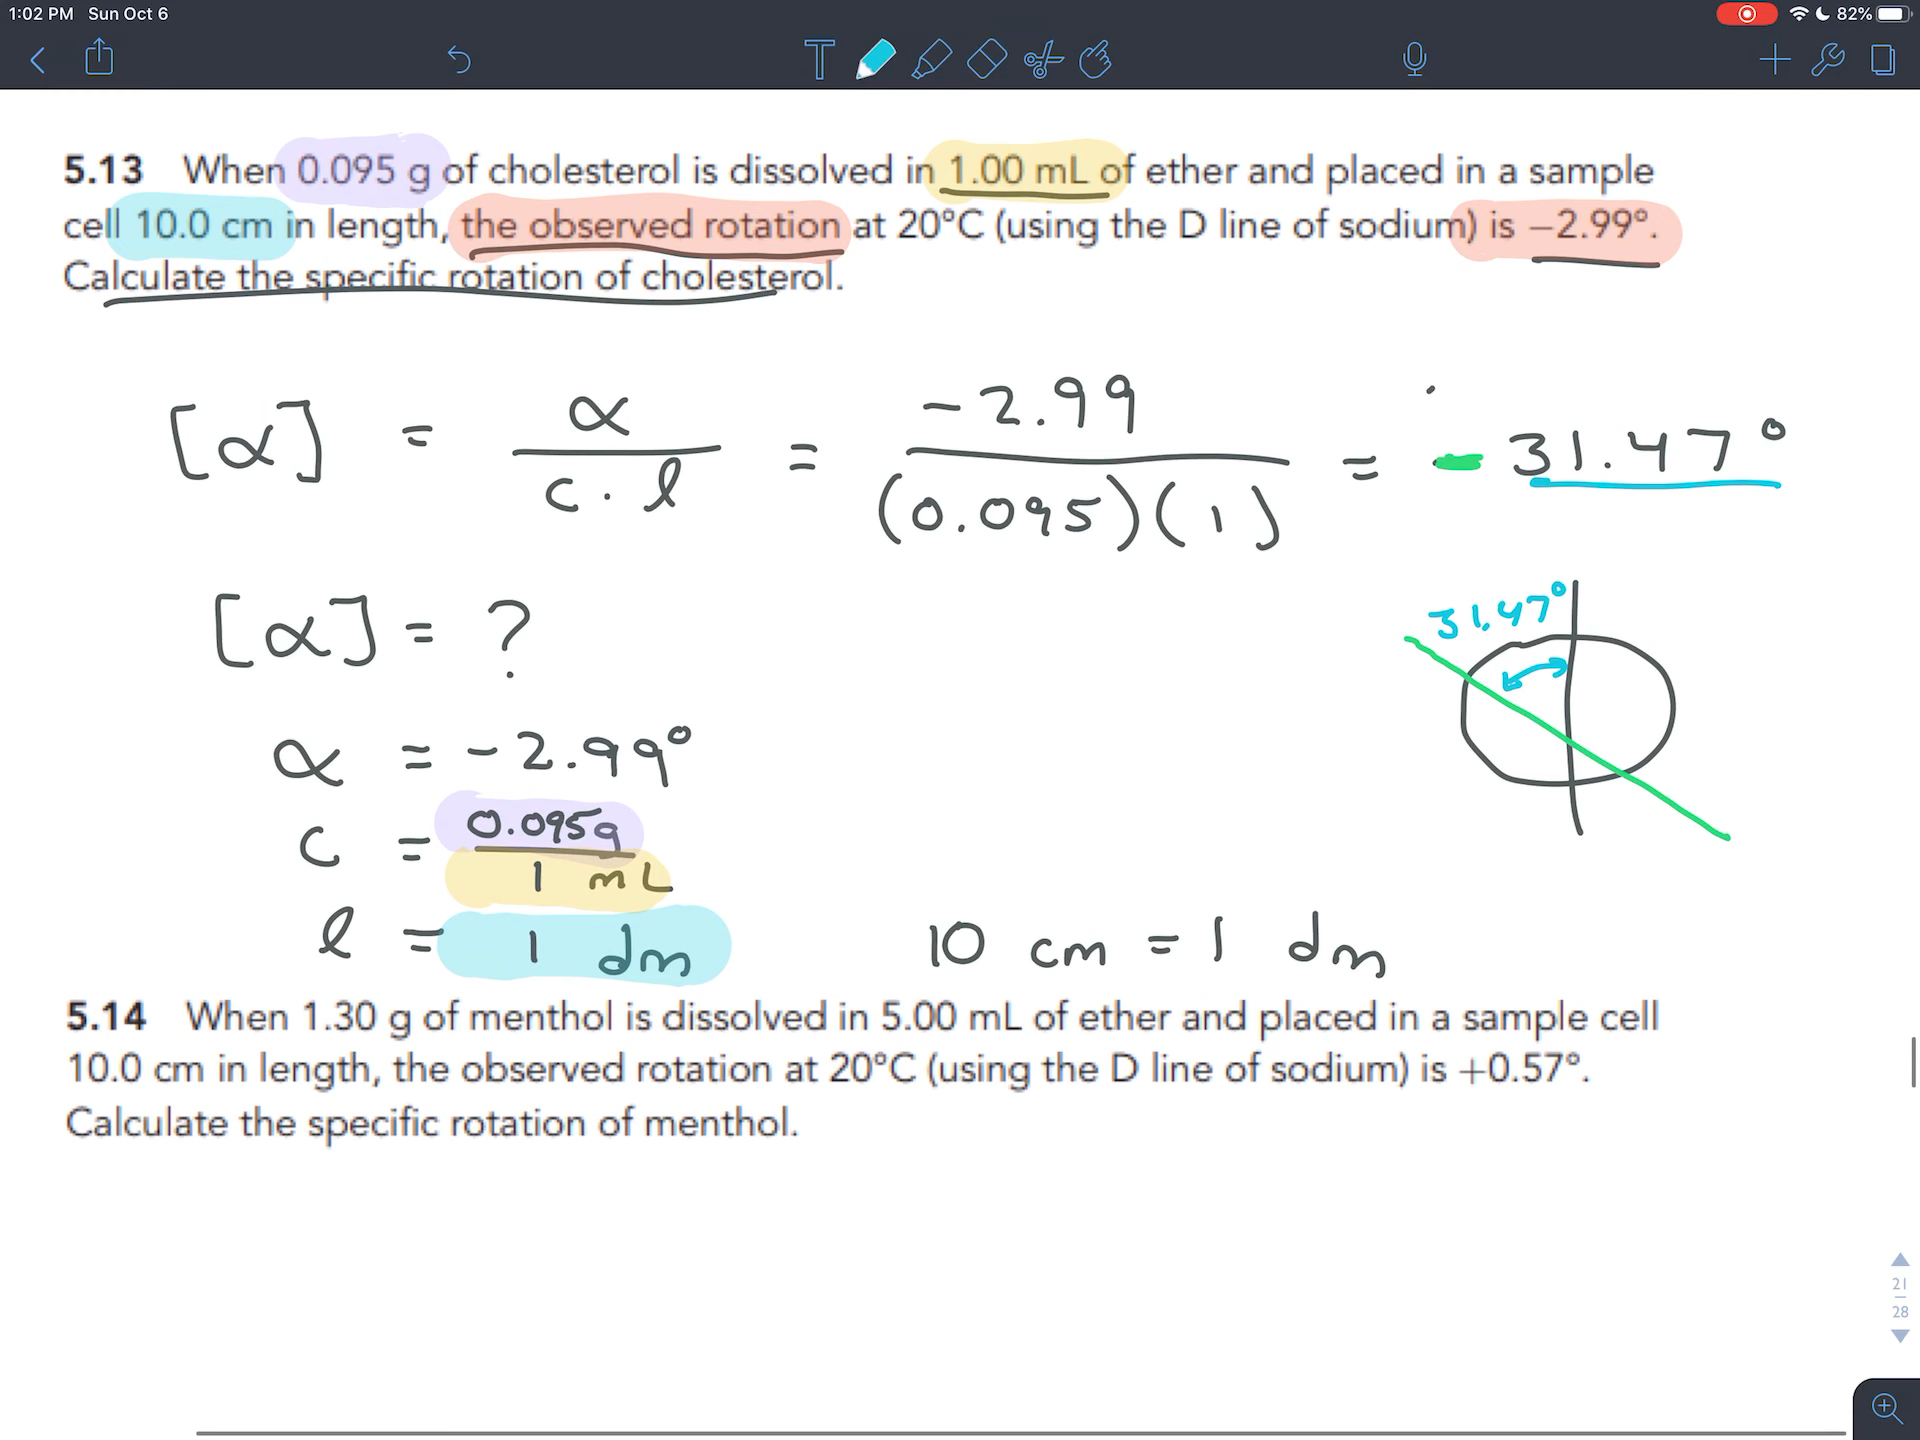 1:02 PM Sun Oct 6
82%
T
5.13 When 0.095 g of cholesterol is dissolved in 1.00 mL of ether and placed in a sample
cell 10.0 cm in length, the observed rotation at 20°C (using the D line of sodium) is −2.99°.
Calculate the specific rotation of cholesterol.
[α] = α / c · l = -2.99 / (0.095)(1) = - 31.47°
[α] = ?
31.47°
α = -2.99°
c = 0.095g / 1 mL
l = 1 dm
10 cm = 1 dm
5.14 When 1.30 g of menthol is dissolved in 5.00 mL of ether and placed in a sample cell
10.0 cm in length, the observed rotation at 20°C (using the D line of sodium) is +0.57°.
Calculate the specific rotation of menthol.
21
28